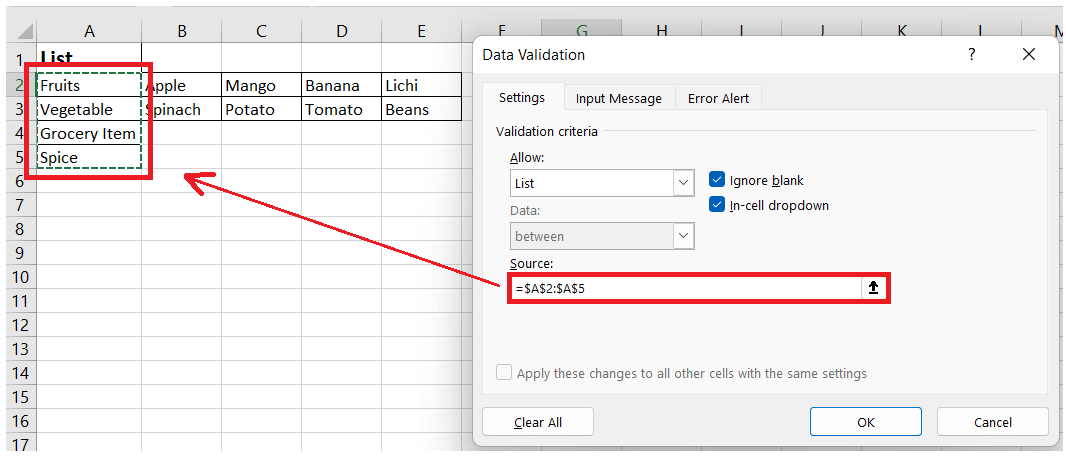 A B C D E F G H I J K L M
1 List
2 Fruits Apple Mango Banana Lichi
3 Vegetable Spinach Potato Tomato Beans
4 Grocery Item
5 Spice
6
7
8
9
10
11
12
13
14
15
16
17
Data Validation ?
Settings Input Message Error Alert
Validation criteria
Allow:
List Ignore blank
Data: In-cell dropdown
between
Source:
=$A$2:$A$5
Apply these changes to all other cells with the same settings
Clear All OK Cancel